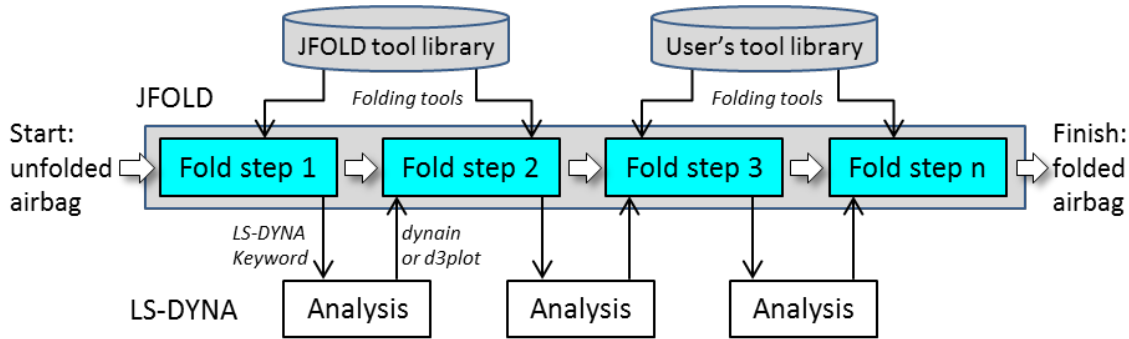 JFOLD tool library
User's tool library
JFOLD
Folding tools
Folding tools
Start:
unfolded
airbag
Fold step 1
Fold step 2
Fold step 3
Fold step n
Finish:
folded
airbag
LS-DYNA
Keyword
dynain
or d3plot
LS-DYNA
Analysis
Analysis
Analysis